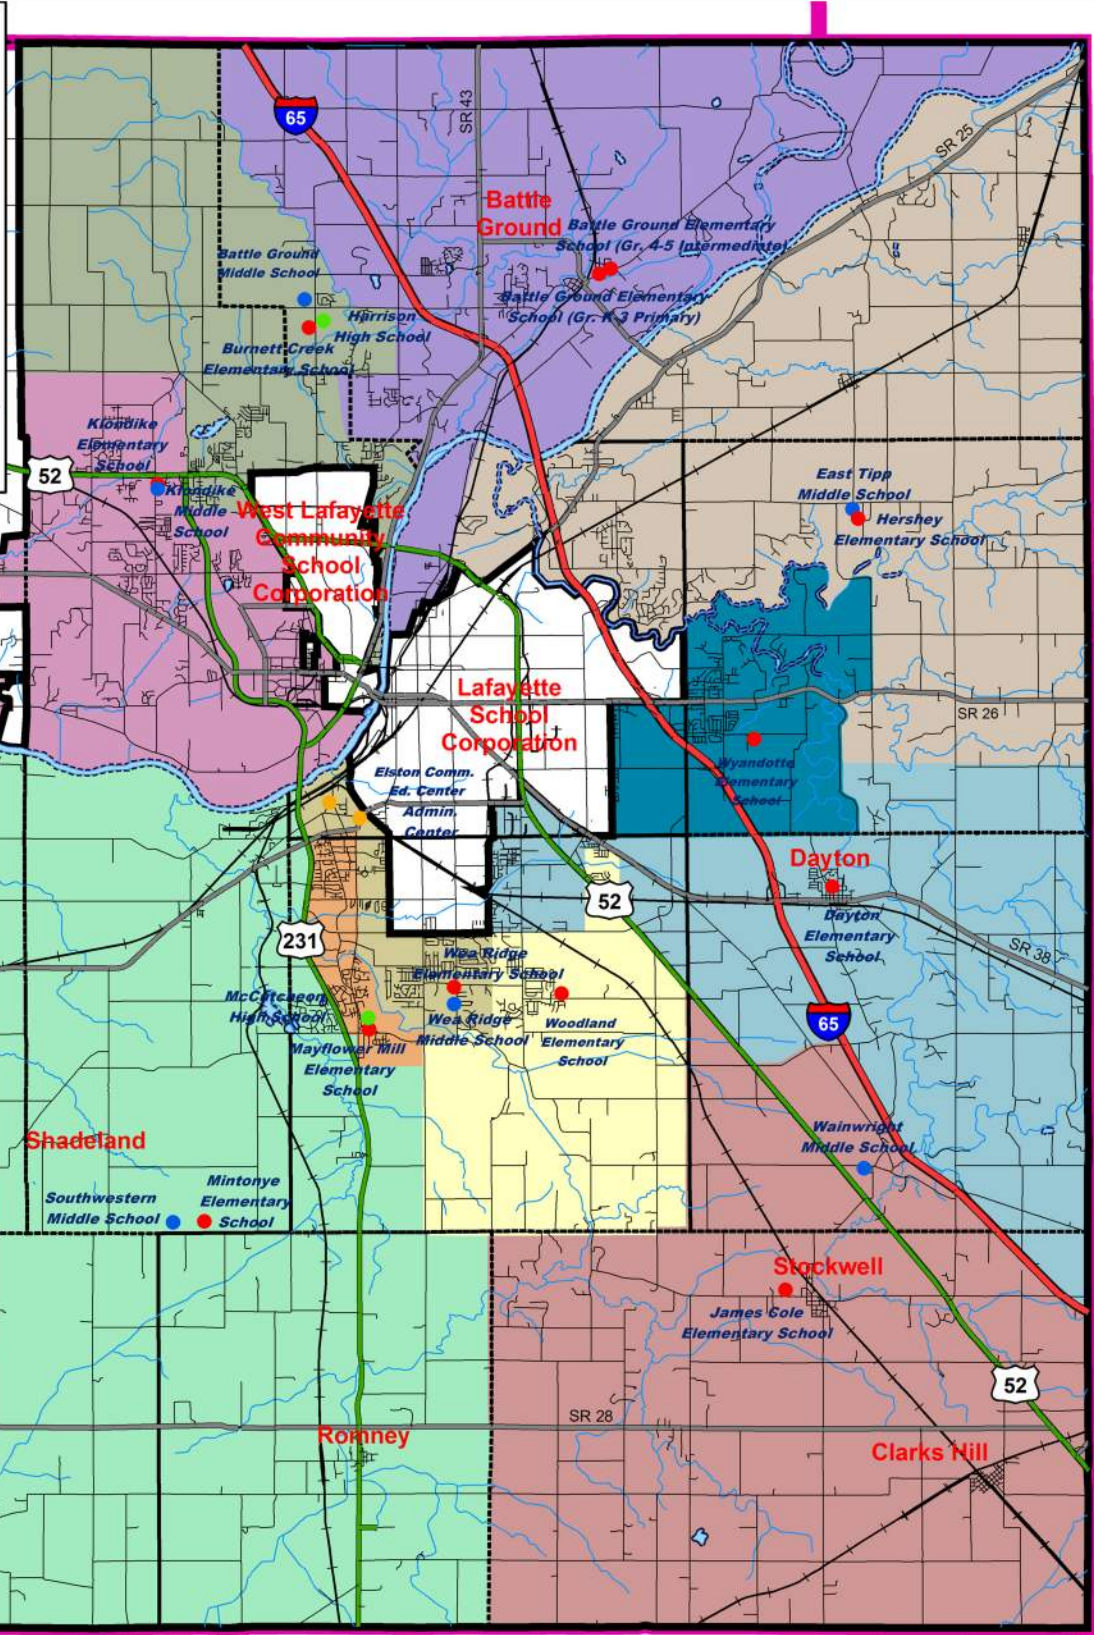 65
SR 43
SR 25
Battle
Ground
Battle Ground Elementary
School (Gr. 4-5 Intermediate)
Battle Ground
Middle School
Battle Ground Elementary
School (Gr. K-3 Primary)
Harrison
High School
Burnett Creek
Elementary School
Klondike
Elementary
School
52
Klondike
Middle
School
West Lafayette
Community
School
Corporation
East Tipp
Middle School
Hershey
Elementary School
Lafayette
School
Corporation
SR 26
Wyandotte
Elementary
School
Elston Comm.
Ed. Center
Admin.
Center
Dayton
Dayton
Elementary
School
52
SR 38
231
Wea Ridge
Elementary School
McCutcheon
High School
Wea Ridge
Middle School
Woodland
Elementary
School
65
Mayflower Mill
Elementary
School
Shadeland
Wainwright
Middle School
Southwestern
Middle School
Mintonye
Elementary
School
Stockwell
James Cole
Elementary School
52
SR 28
Romney
Clarks Hill